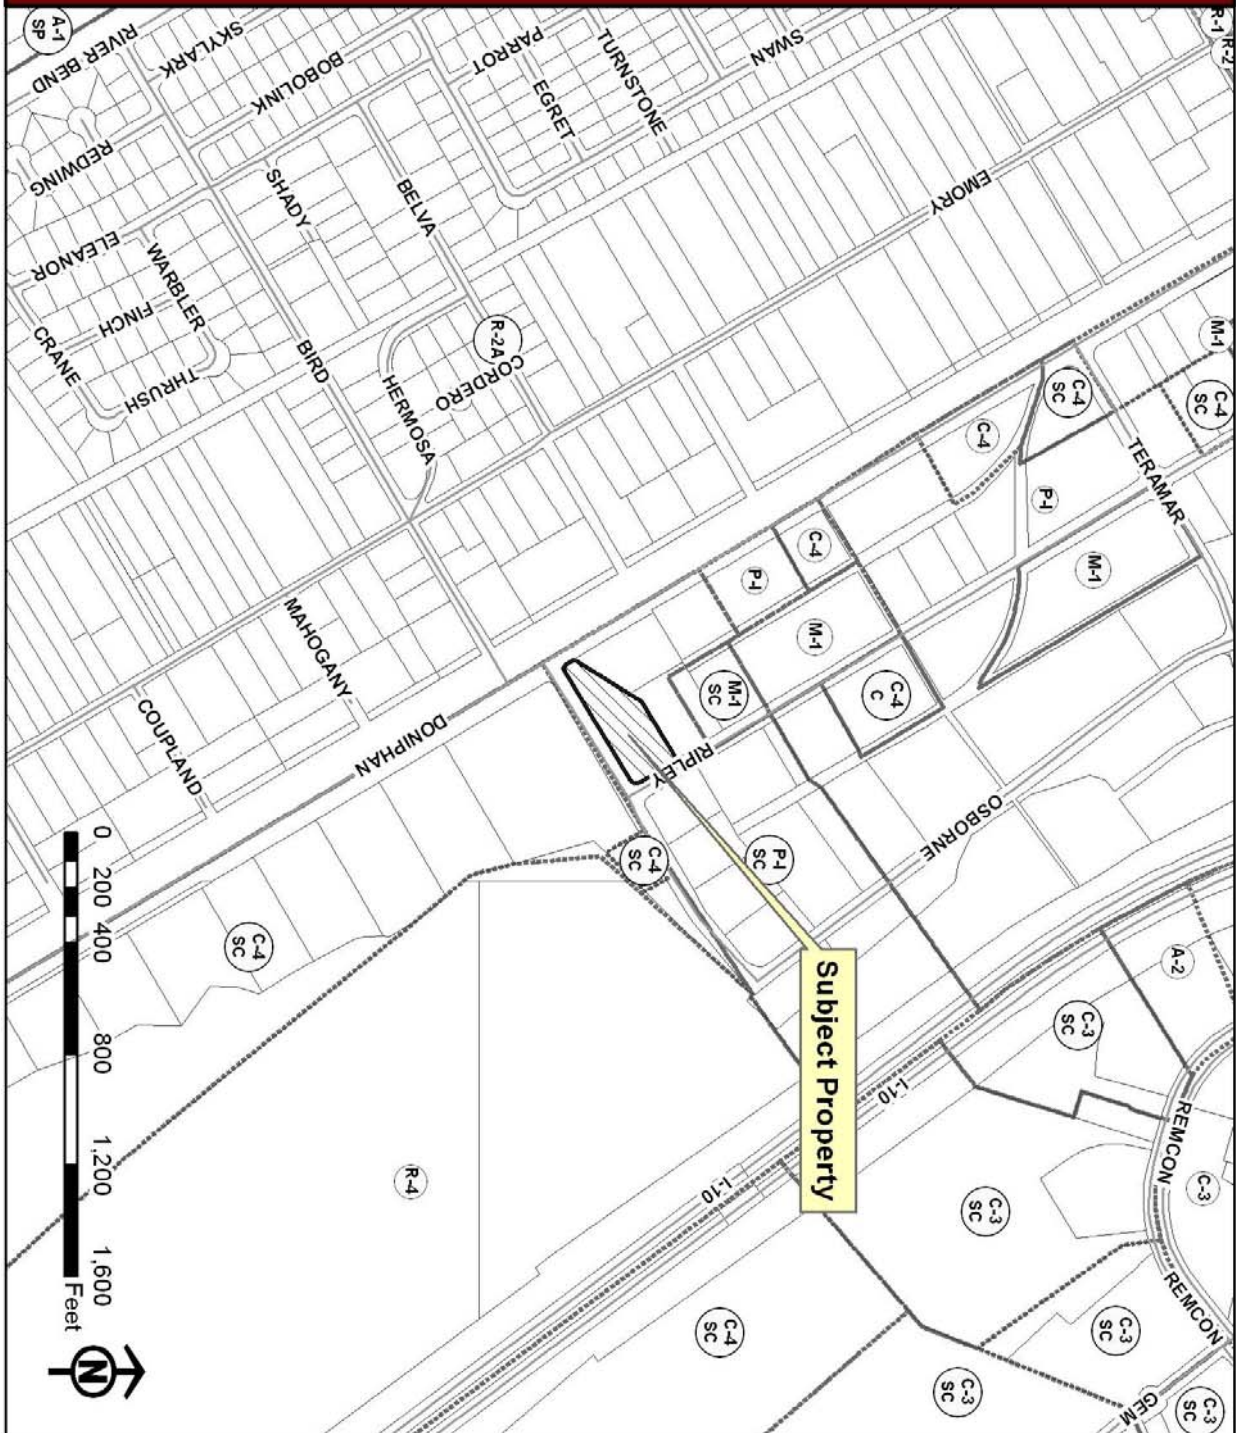 A-1
SP
RIVER BEND
SKYLARK
BOBOLINK
PARROT
EGRET
TURNSTONE
SWAN
R-1
R-2
REDWING
SHADY
BELVA
EMORY
ELEANOR
WARBLER
FINCH
CRANE
THRUSH
BIRD
R-2A
CORDERO
HERMOSA
M-1
C-4
SC
C-4
SC
C-4
TERAMAR
P-I
M-1
C-4
P-I
M-1
MAHOGANY
COUPLAND
DONIPHAN
M-1
SC
C-4
C
RIPLEY
OSBORNE
P-I
SC
C-4
SC
C-4
SC
Subject Property
A-2
C-3
SC
I-10
REMCON
C-3
R-4
I-10
C-3
SC
C-4
SC
C-3
SC
REMCON
C-3
SC
GEM
C-3
SC
0 200 400 800 1,200 1,600
Feet
N